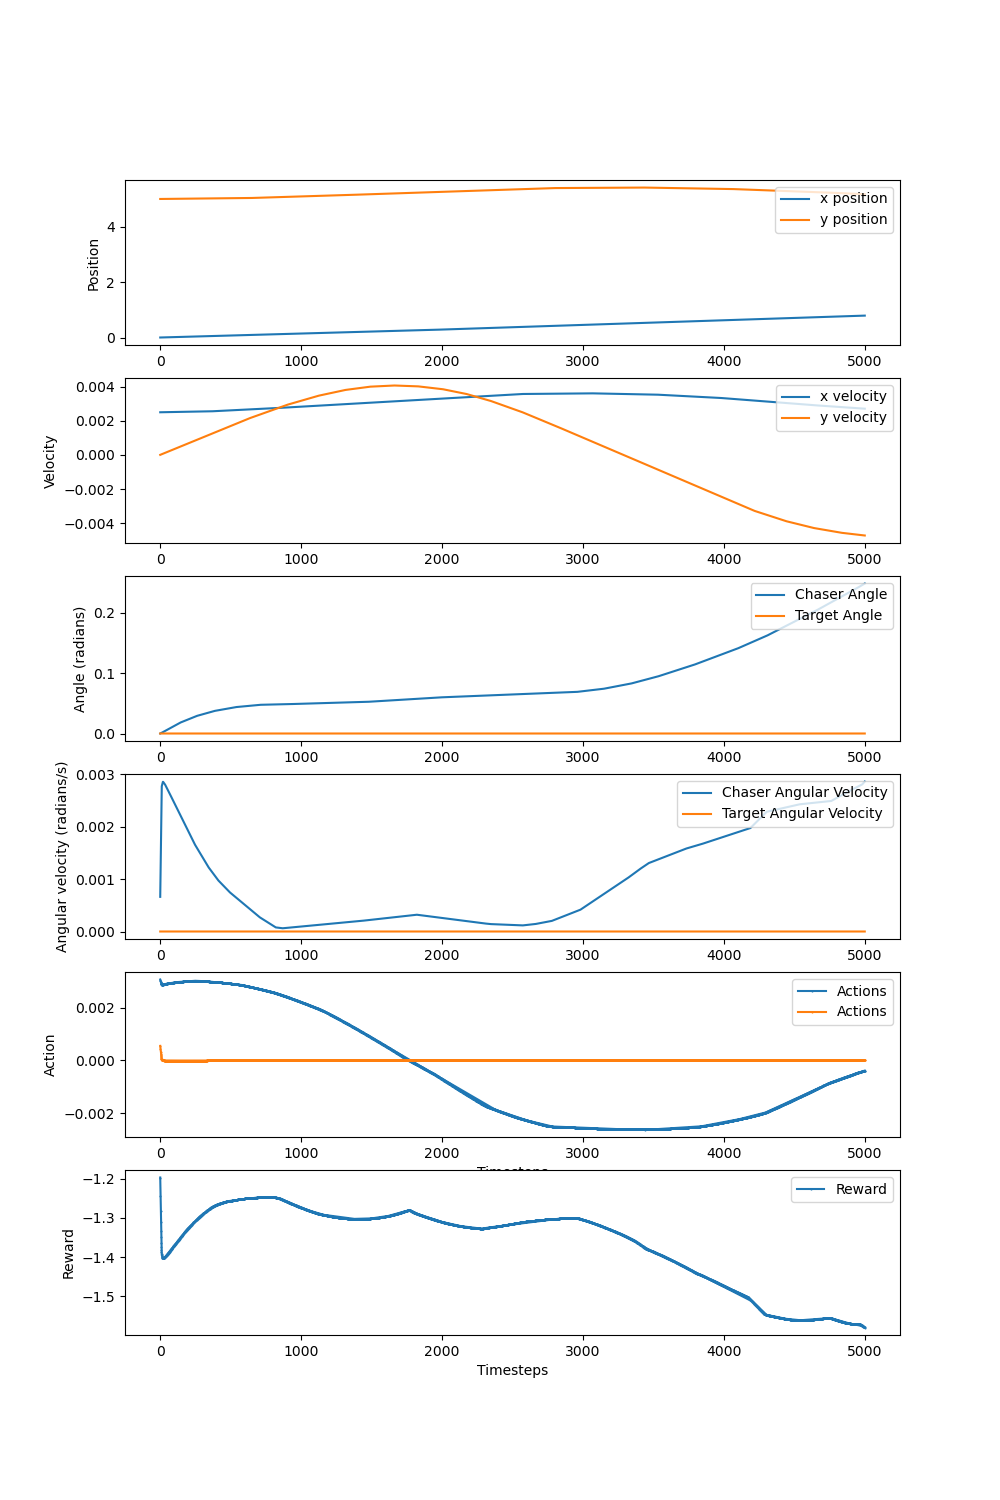 x position
y position
4
2
0
Position
0 1000 2000 3000 4000 5000
x velocity
y velocity
0.004
0.002
0.000
−0.002
−0.004
Velocity
0 1000 2000 3000 4000 5000
Chaser Angle
Target Angle
0.2
0.1
0.0
Angle (radians)
0 1000 2000 3000 4000 5000
Chaser Angular Velocity
Target Angular Velocity
0.003
0.002
0.001
0.000
Angular velocity (radians/s)
0 1000 2000 3000 4000 5000
Actions
Actions
0.002
0.000
−0.002
Action
0 1000 2000 3000 4000 5000
Timesteps
Reward
−1.2
−1.3
−1.4
−1.5
Reward
0 1000 2000 3000 4000 5000
Timesteps